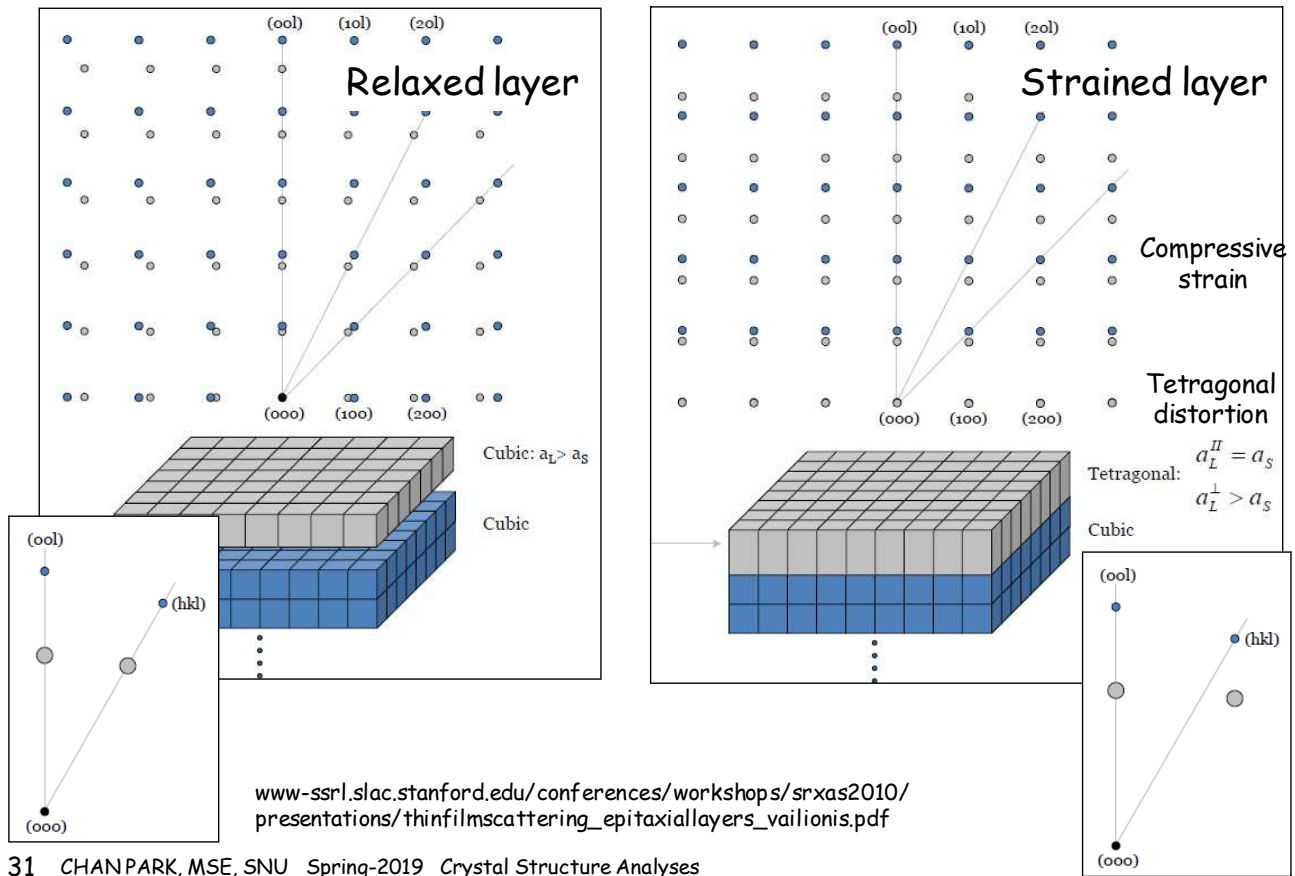 (00l) (10l) (20l)
Relaxed layer
(000) (100) (200)
Cubic: a_L > a_S
Cubic
(00l)
(hkl)
(000)
(00l) (10l) (20l)
Strained layer
Compressive
strain
Tetragonal
distortion
(000) (100) (200)
Tetragonal: a_L^II = a_S
a_L^⊥ > a_S
Cubic
(00l)
(hkl)
(000)
www-ssrl.slac.stanford.edu/conferences/workshops/srxas2010/
presentations/thinfilmscattering_epitaxiallayers_vailionis.pdf
31 CHAN PARK, MSE, SNU Spring-2019 Crystal Structure Analyses